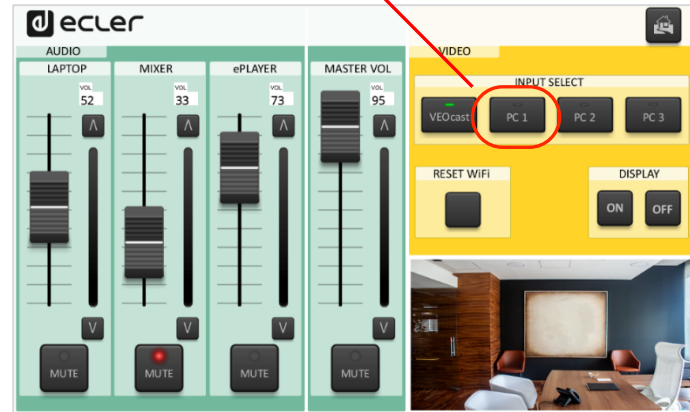 ecler
AUDIO
VIDEO
LAPTOP
MIXER
ePLAYER
MASTER VOL
INPUT SELECT
VOL
52
VOL
33
VOL
73
VOL
95
VEOcast
PC 1
PC 2
PC 3
RESET WiFi
DISPLAY
ON
OFF
MUTE
MUTE
MUTE
MUTE